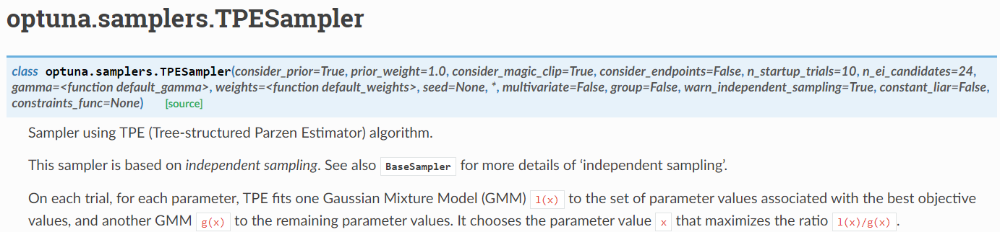 optuna.samplers.TPESampler
class optuna.samplers.TPESampler(consider_prior=True, prior_weight=1.0, consider_magic_clip=True, consider_endpoints=False, n_startup_trials=10, n_ei_candidates=24,
gamma=<function default_gamma>, weights=<function default_weights>, seed=None, *, multivariate=False, group=False, warn_independent_sampling=True, constant_liar=False,
constraints_func=None) [source]
Sampler using TPE (Tree-structured Parzen Estimator) algorithm.
This sampler is based on independent sampling. See also BaseSampler for more details of ‘independent sampling’.
On each trial, for each parameter, TPE fits one Gaussian Mixture Model (GMM) l(x) to the set of parameter values associated with the best objective
values, and another GMM g(x) to the remaining parameter values. It chooses the parameter value x that maximizes the ratio l(x)/g(x).